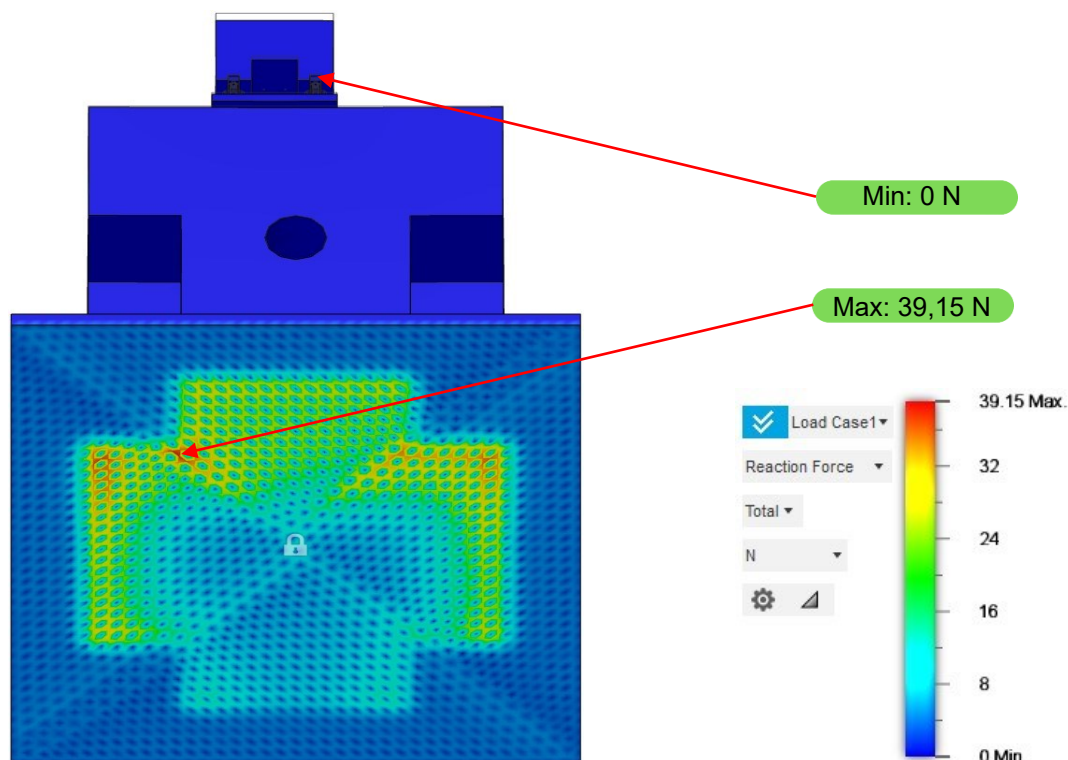 Min: 0 N
Max: 39,15 N
39.15 Max.
Load Case1
32
Reaction Force
Total
24
N
16
8
0 Min